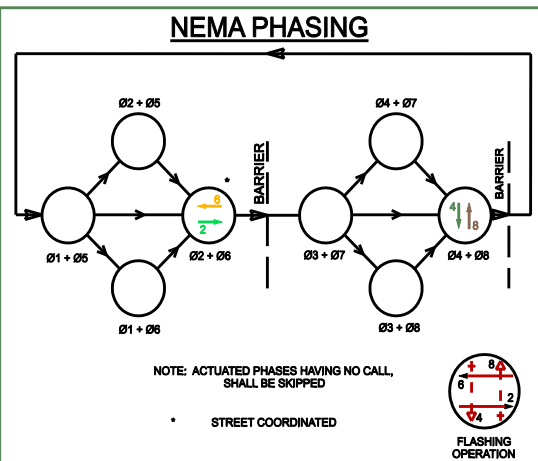 NEMA PHASING
Ø2 + Ø5
Ø4 + Ø7
BARRIER
BARRIER
*
6
2
4
8
Ø1 + Ø5
Ø2 + Ø6
Ø3 + Ø7
Ø4 + Ø8
Ø1 + Ø6
Ø3 + Ø8
NOTE: ACTUATED PHASES HAVING NO CALL,
SHALL BE SKIPPED
* STREET COORDINATED
8
6
2
4
FLASHING
OPERATION